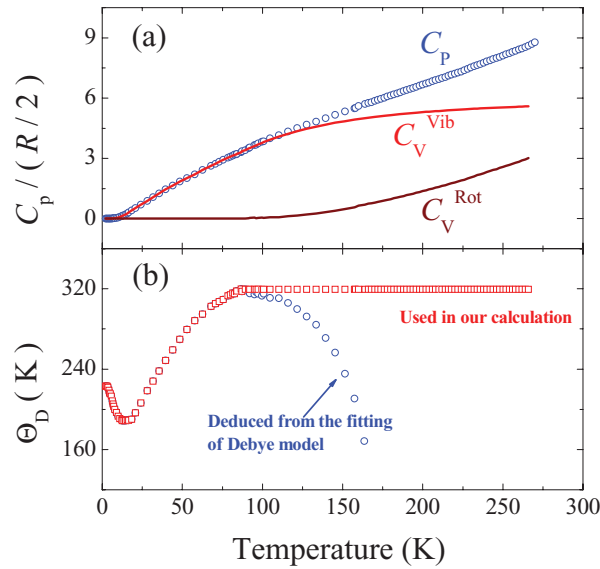 (a)
C_P
9
6
3
0
C_p / ( R / 2 )
C_V^Vib
C_V^Rot
(b)
320
240
160
Θ_D ( K )
Used in our calculation
Deduced from the fitting
of Debye model
0 50 100 150 200 250 300
Temperature (K)